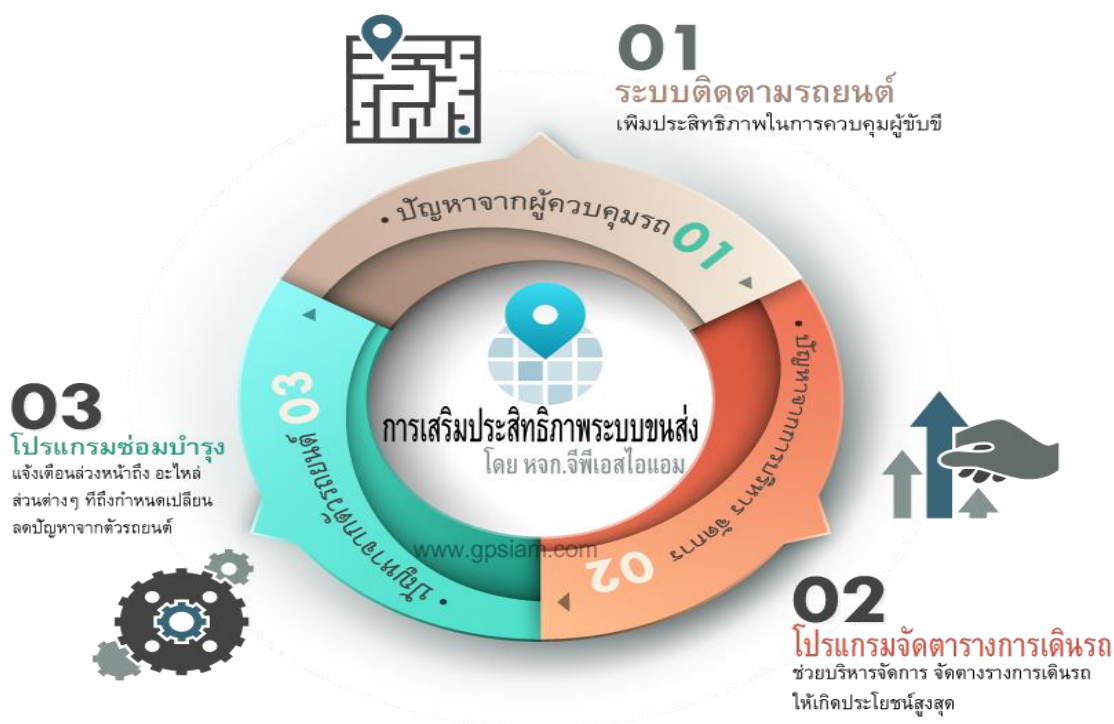 01
ระบบติดตามรถยนต์
เพิ่มประสิทธิภาพในการควบคุมผู้ขับขี่
• ปัญหาจากผู้ควบคุมรถ 01
• ปัญหาจากการบริหาร จัดการ
02
• ปัญหาจากตัวรถยนต์ 03
การเสริมประสิทธิภาพระบบขนส่ง
โดย หจก.จีพีเอสไอแอม
www.gpsiam.com
03
โปรแกรมซ่อมบำรุง
แจ้งเตือนล่วงหน้าถึง อะไหล่
ส่วนต่างๆ ที่ถึงกำหนดเปลี่ยน
ลดปัญหาจากตัวรถยนต์
02
โปรแกรมจัดตารางการเดินรถ
ช่วยบริหารจัดการ จัดตางรางการเดินรถ
ให้เกิดประโยชน์สูงสุด